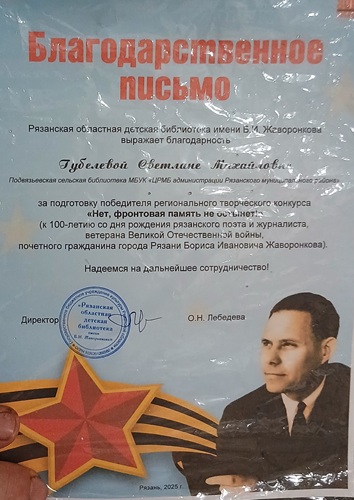 Благодарственное
письмо
Рязанская областная детская библиотека имени Б.И. Жаворонкова
выражает благодарность
Губелевой Светлане Михайловне
Подвязьевская сельская библиотека МБУК «ЦРМБ администрации Рязанского муниципального района»
за подготовку победителя регионального творческого конкурса
«Нет, фронтовая память не остынет!»
(к 100-летию со дня рождения рязанского поэта и журналиста,
ветерана Великой Отечественной войны,
почетного гражданина города Рязани Бориса Ивановича Жаворонкова).
Надеемся на дальнейшее сотрудничество!
Директор
О.Н. Лебедева
«Рязанская
областная
детская
библиотека
имени
Б.И. Жаворонкова»
Рязань, 2025 г.